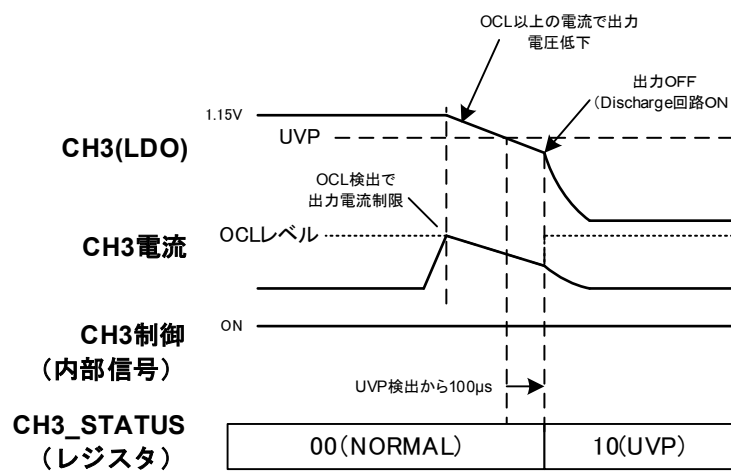 OCL以上の電流で出力
電圧低下
出力OFF
（Discharge回路ON
1.15V
UVP
CH3(LDO)
OCL検出で
出力電流制限
OCLレベル
CH3電流
CH3制御
（内部信号）
ON
UVP検出から100µs
CH3_STATUS
（レジスタ）
00(NORMAL)
10(UVP)